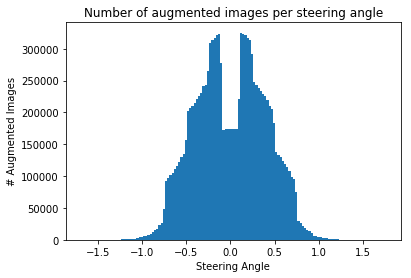 Number of augmented images per steering angle
# Augmented Images
300000
250000
200000
150000
100000
50000
0
−1.5 −1.0 −0.5 0.0 0.5 1.0 1.5
Steering Angle